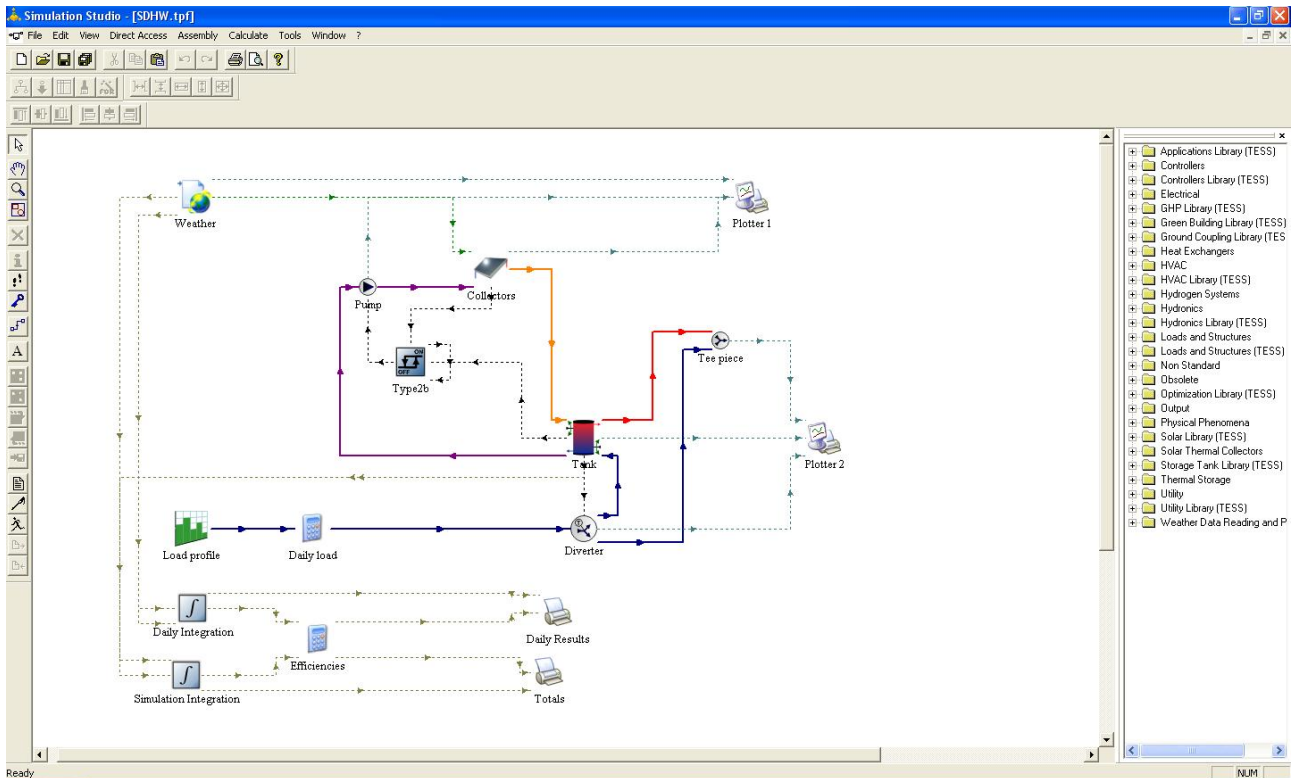 Simulation Studio - [SDHW.tpf]
File Edit View Direct Access Assembly Calculate Tools Window ?
Weather
Plotter 1
Pump
Collectors
Type2b
ON
OFF
Tee piece
Tank
Plotter 2
Load profile
Daily load
Diverter
Daily Integration
Efficiencies
Daily Results
Simulation Integration
Totals
Applications Library (TESS)
Controllers
Controllers Library (TESS)
Electrical
GHP Library (TESS)
Green Building Library (TESS)
Ground Coupling Library (TES
Heat Exchangers
HVAC
HVAC Library (TESS)
Hydrogen Systems
Hydronics
Hydronics Library (TESS)
Loads and Structures
Loads and Structures (TESS)
Non Standard
Obsolete
Optimization Library (TESS)
Output
Physical Phenomena
Solar Library (TESS)
Solar Thermal Collectors
Storage Tank Library (TESS)
Thermal Storage
Utility
Utility Library (TESS)
Weather Data Reading and P
Ready
NUM